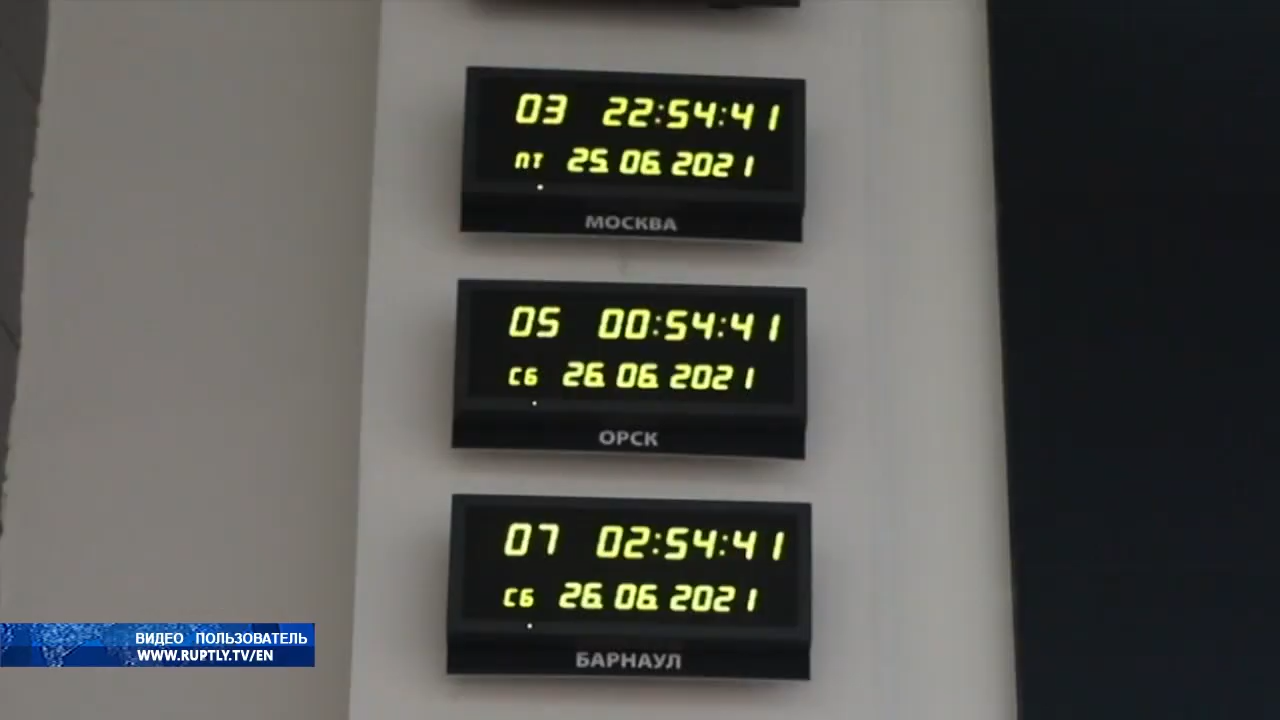 03 22:54:41
ПТ 25.06.2021
МОСКВА
05 00:54:41
СБ 26.06.2021
ОРСК
07 02:54:41
СБ 26.06.2021
БАРНАУЛ
ВИДЕО ПОЛЬЗОВАТЕЛЬ
WWW.RUPTLY.TV/EN